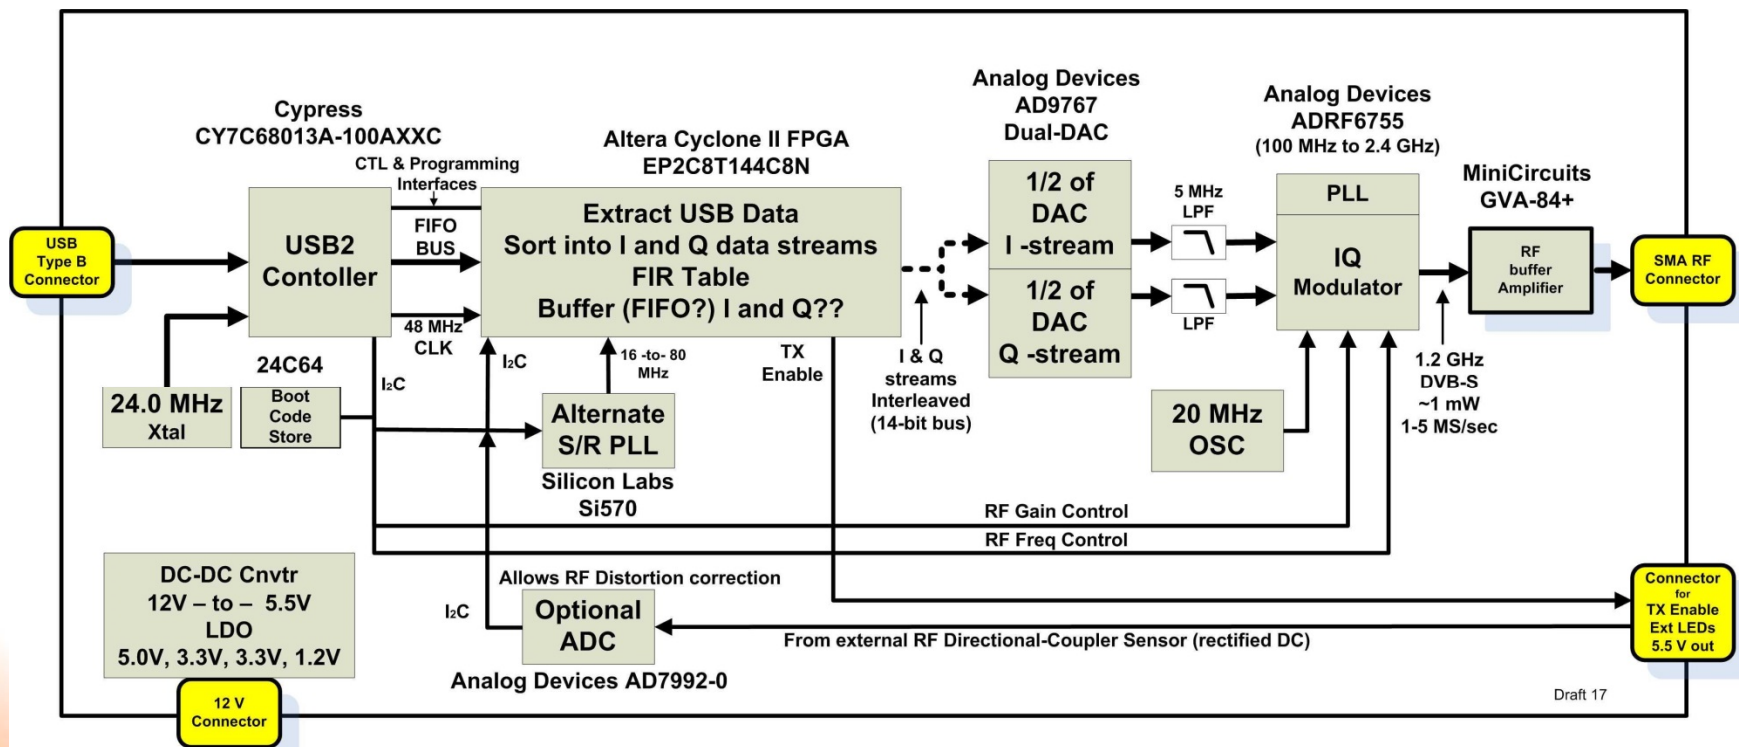 Cypress
CY7C68013A-100AXXC
CTL & Programming
Interfaces
Altera Cyclone II FPGA
EP2C8T144C8N
Analog Devices
AD9767
Dual-DAC
Analog Devices
ADRF6755
(100 MHz to 2.4 GHz)
MiniCircuits
GVA-84+
USB
Type B
Connector
USB2
Contoller
FIFO
BUS
48 MHz
CLK
Extract USB Data
Sort into I and Q data streams
FIR Table
Buffer (FIFO?) I and Q??
1/2 of
DAC
I -stream
1/2 of
DAC
Q -stream
5 MHz
LPF
LPF
PLL
IQ
Modulator
RF
buffer
Amplifier
SMA RF
Connector
24.0 MHz
Xtal
24C64
Boot
Code
Store
I2C
I2C
16 -to- 80
MHz
TX
Enable
Alternate
S/R PLL
Silicon Labs
Si570
I & Q
streams
Interleaved
(14-bit bus)
20 MHz
OSC
1.2 GHz
DVB-S
~1 mW
1-5 MS/sec
RF Gain Control
RF Freq Control
DC-DC Cnvtr
12V – to – 5.5V
LDO
5.0V, 3.3V, 3.3V, 1.2V
12 V
Connector
Allows RF Distortion correction
I2C
Optional
ADC
Analog Devices AD7992-0
From external RF Directional-Coupler Sensor (rectified DC)
Connector
for
TX Enable
Ext LEDs
5.5 V out
Draft 17